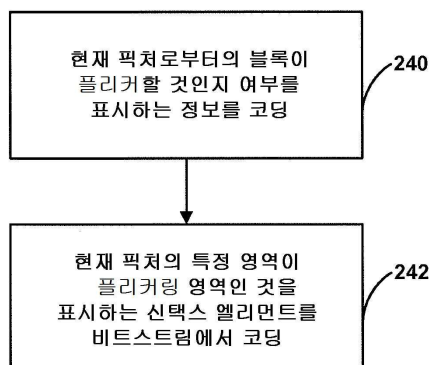 현재 픽처로부터의 블록이
플리커할 것인지 여부를
표시하는 정보를 코딩
240
현재 픽처의 특정 영역이
플리커링 영역인 것을
표시하는 신택스 엘리먼트를
비트스트림에서 코딩
242